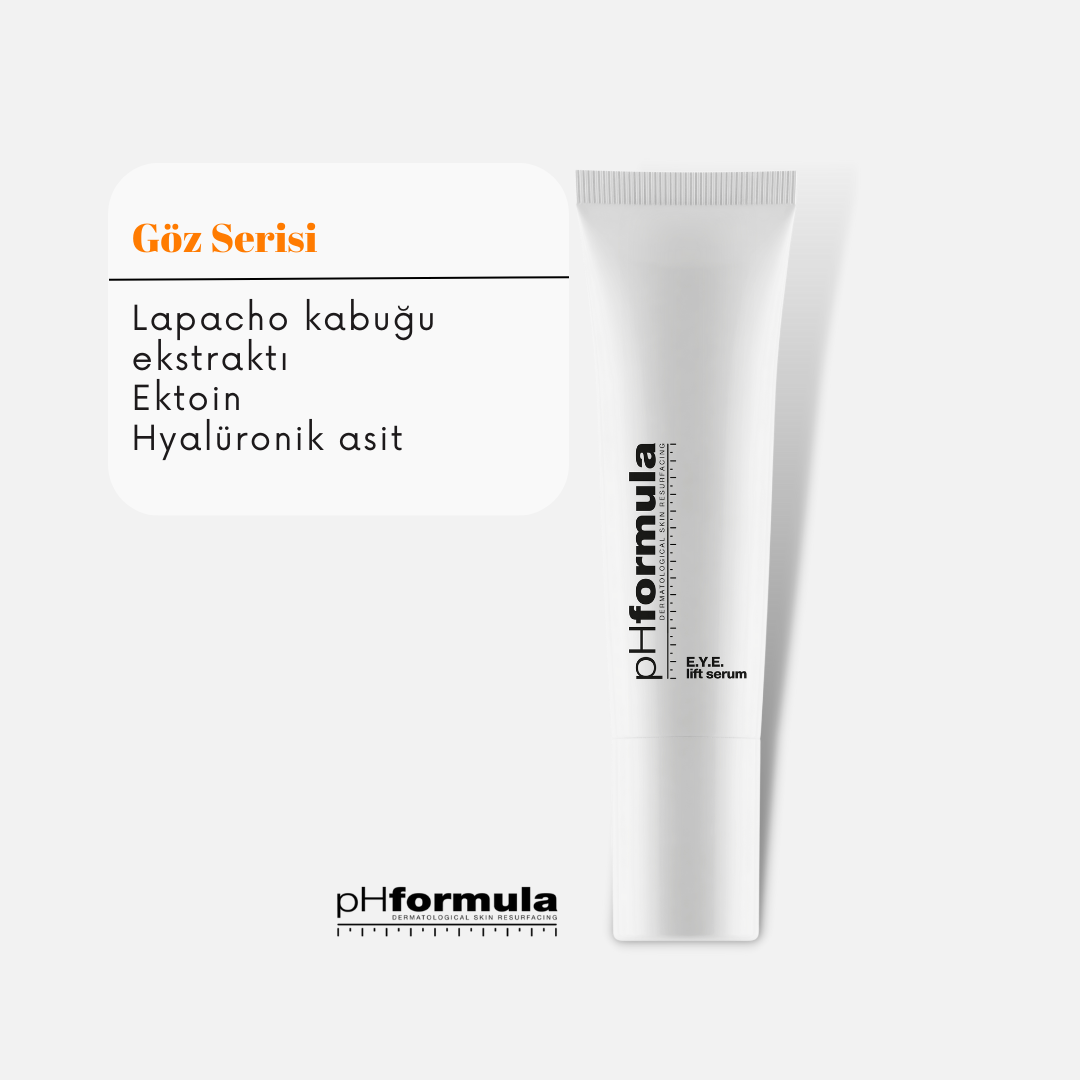 Göz Serisi
Lapacho kabuğu
ekstraktı
Ektoin
Hyalüronik asit
pHformula
DERMATOLOGICAL SKIN RESURFACING
E.Y.E.
lift serum
pHformula
DERMATOLOGICAL SKIN RESURFACING